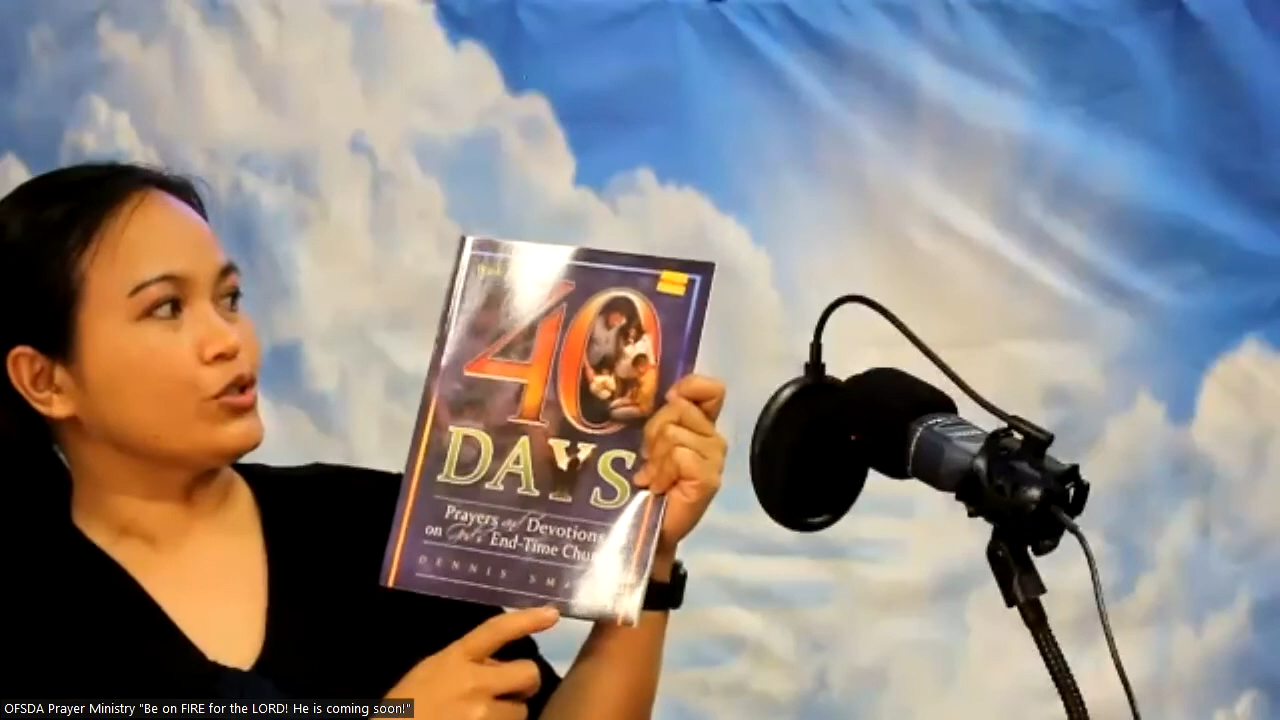 40
DAYS
Prayers and Devotions
on God's End-Time
DENNIS
OFSDA Prayer Ministry "Be on FIRE for the LORD! He is coming soon!"